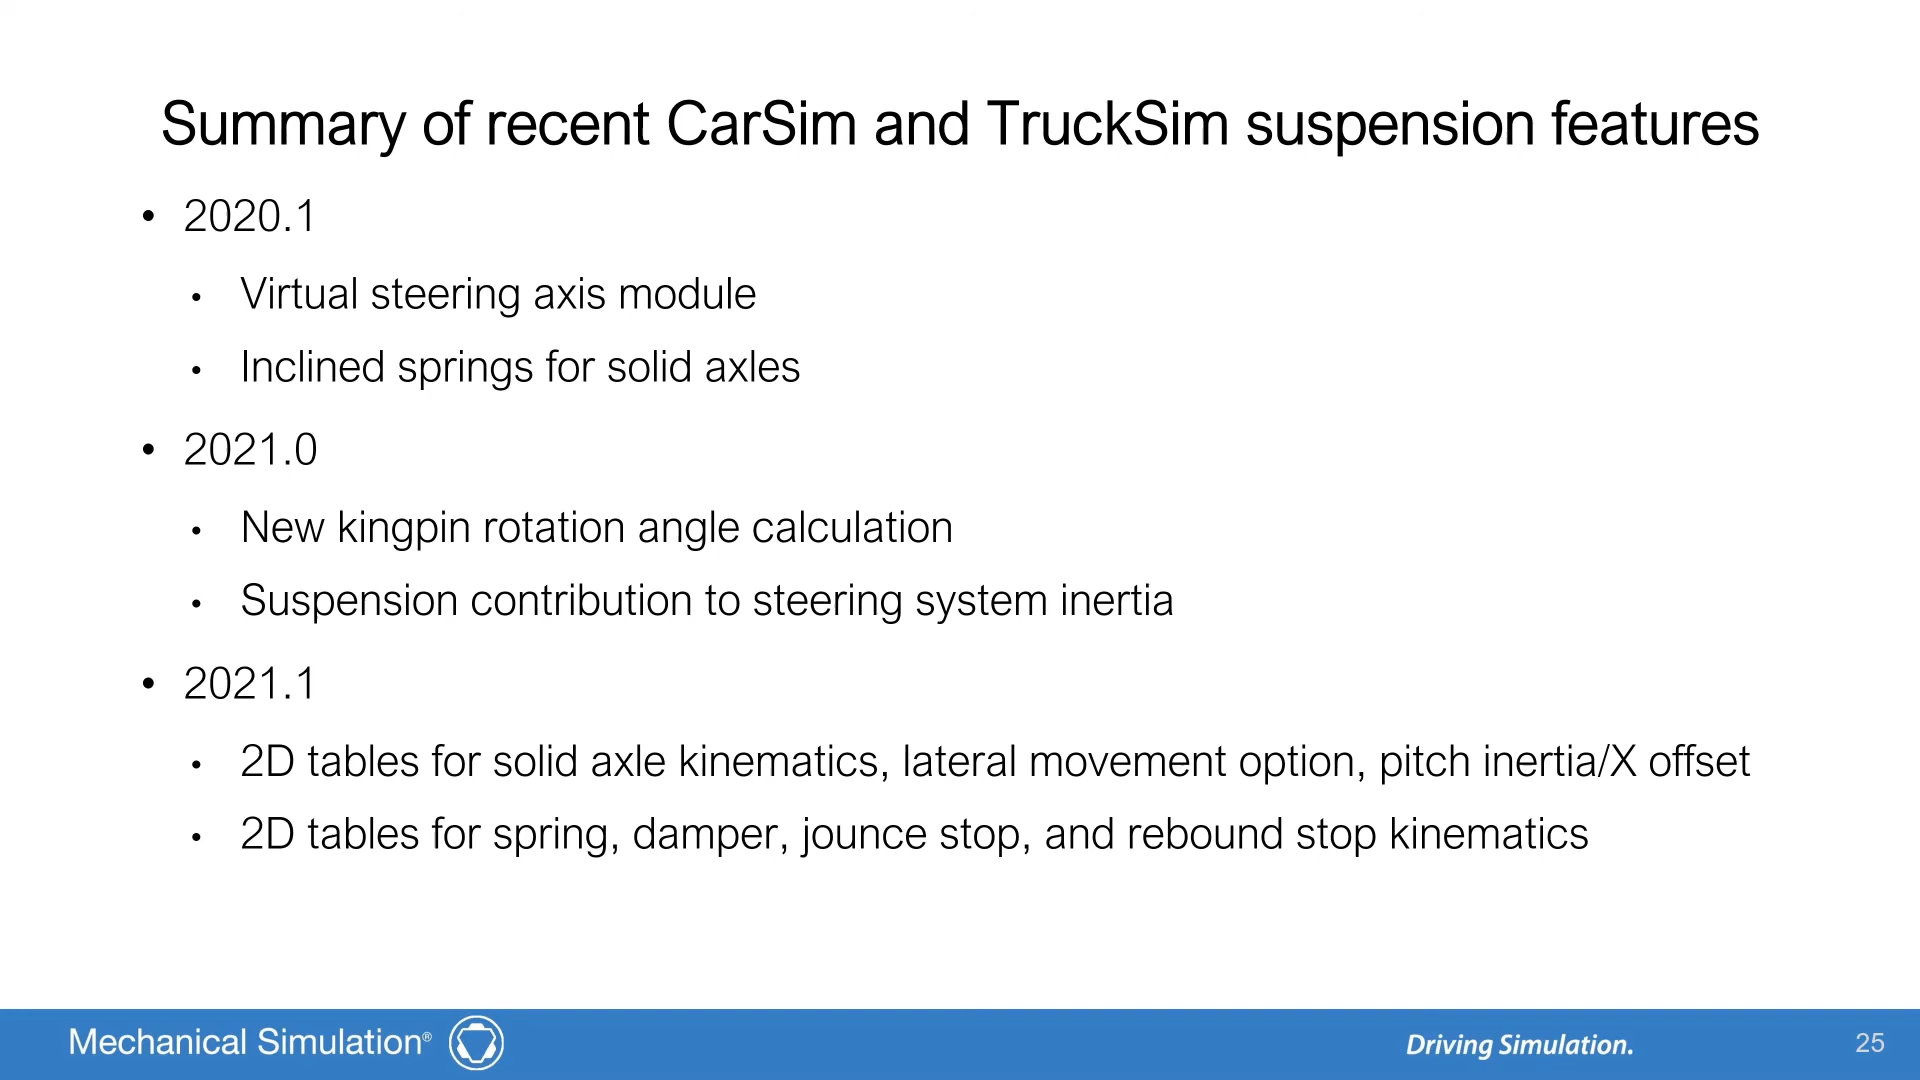 Summary of recent CarSim and TruckSim suspension features
• 2020.1
• Virtual steering axis module
• Inclined springs for solid axles
• 2021.0
• New kingpin rotation angle calculation
• Suspension contribution to steering system inertia
• 2021.1
• 2D tables for solid axle kinematics, lateral movement option, pitch inertia/X offset
• 2D tables for spring, damper, jounce stop, and rebound stop kinematics
Mechanical Simulation®
Driving Simulation.
25